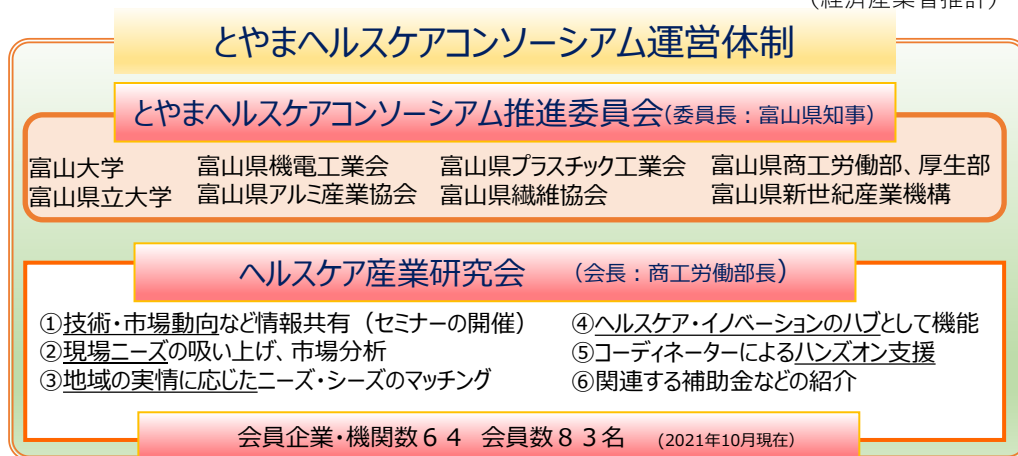 （経済産業省推計）
とやまヘルスケアコンソーシアム運営体制
とやまヘルスケアコンソーシアム推進委員会(委員長：富山県知事）
富山大学 富山県機電工業会 富山県プラスチック工業会 富山県商工労働部、厚生部
富山県立大学 富山県アルミ産業協会 富山県繊維協会 富山県新世紀産業機構
ヘルスケア産業研究会 （会長：商工労働部長）
①技術・市場動向など情報共有（セミナーの開催）
②現場ニーズの吸い上げ、市場分析
③地域の実情に応じたニーズ・シーズのマッチング
④ヘルスケア・イノベーションのハブとして機能
⑤コーディネーターによるハンズオン支援
⑥関連する補助金などの紹介
会員企業・機関数６４ 会員数８３名 （2021年10月現在）